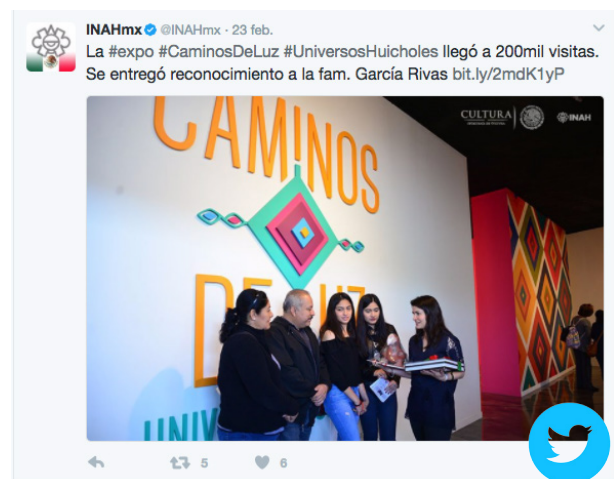 INAHmx @INAHmx · 23 feb.
La #expo #CaminosDeLuz #UniversosHuicholes llegó a 200mil visitas.
Se entregó reconocimiento a la fam. García Rivas bit.ly/2mdK1yP
CULTURA
INAH
CAMINOS
DE LUZ
UNIV
5
6